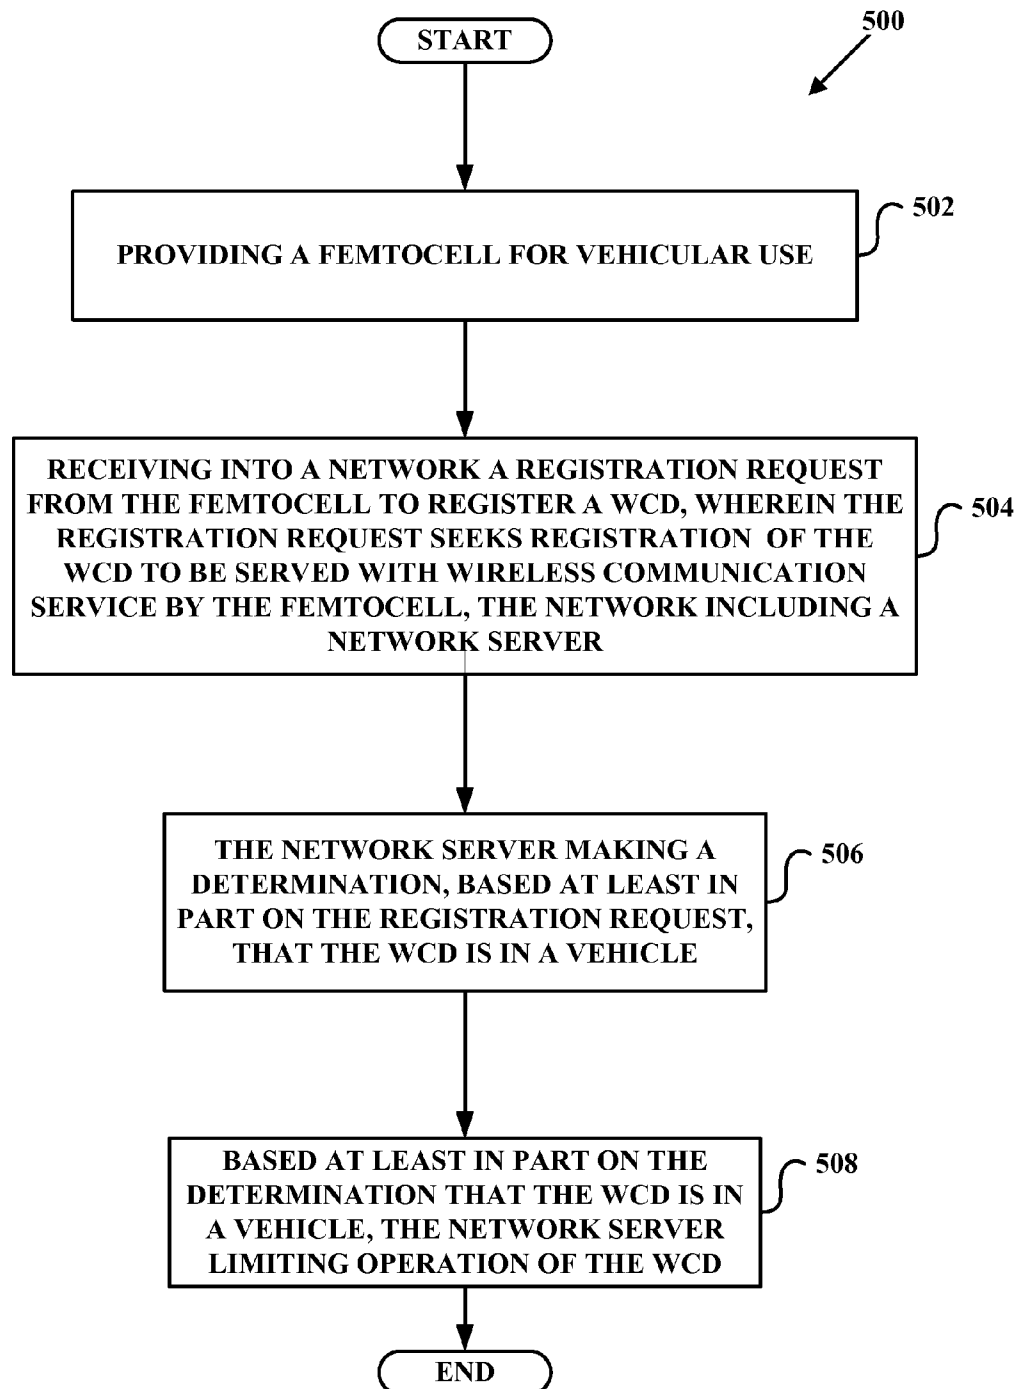 START
500
PROVIDING A FEMTOCELL FOR VEHICULAR USE
502
RECEIVING INTO A NETWORK A REGISTRATION REQUEST
FROM THE FEMTOCELL TO REGISTER A WCD, WHEREIN THE
REGISTRATION REQUEST SEEKS REGISTRATION OF THE
WCD TO BE SERVED WITH WIRELESS COMMUNICATION
SERVICE BY THE FEMTOCELL, THE NETWORK INCLUDING A
NETWORK SERVER
504
THE NETWORK SERVER MAKING A
DETERMINATION, BASED AT LEAST IN
PART ON THE REGISTRATION REQUEST,
THAT THE WCD IS IN A VEHICLE
506
BASED AT LEAST IN PART ON THE
DETERMINATION THAT THE WCD IS IN
A VEHICLE, THE NETWORK SERVER
LIMITING OPERATION OF THE WCD
508
END